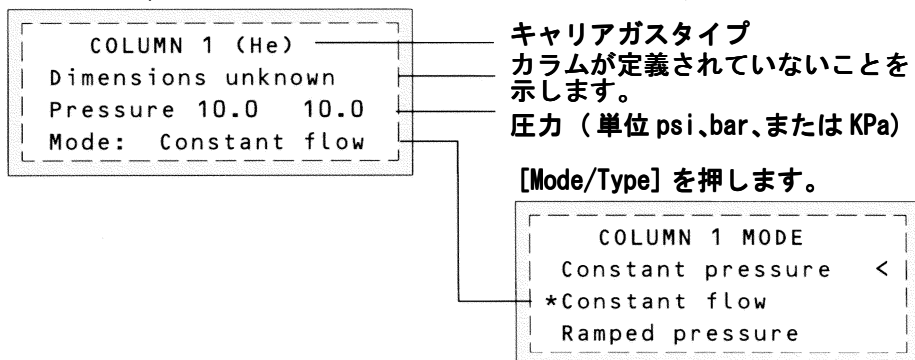 COLUMN 1 (He)
Dimensions unknown
Pressure 10.0 10.0
Mode: Constant flow
キャリアガスタイプ
カラムが定義されていないことを
示します。
圧力 ( 単位 psi、bar、または KPa)
[Mode/Type] を押します。
COLUMN 1 MODE
Constant pressure <
*Constant flow
Ramped pressure